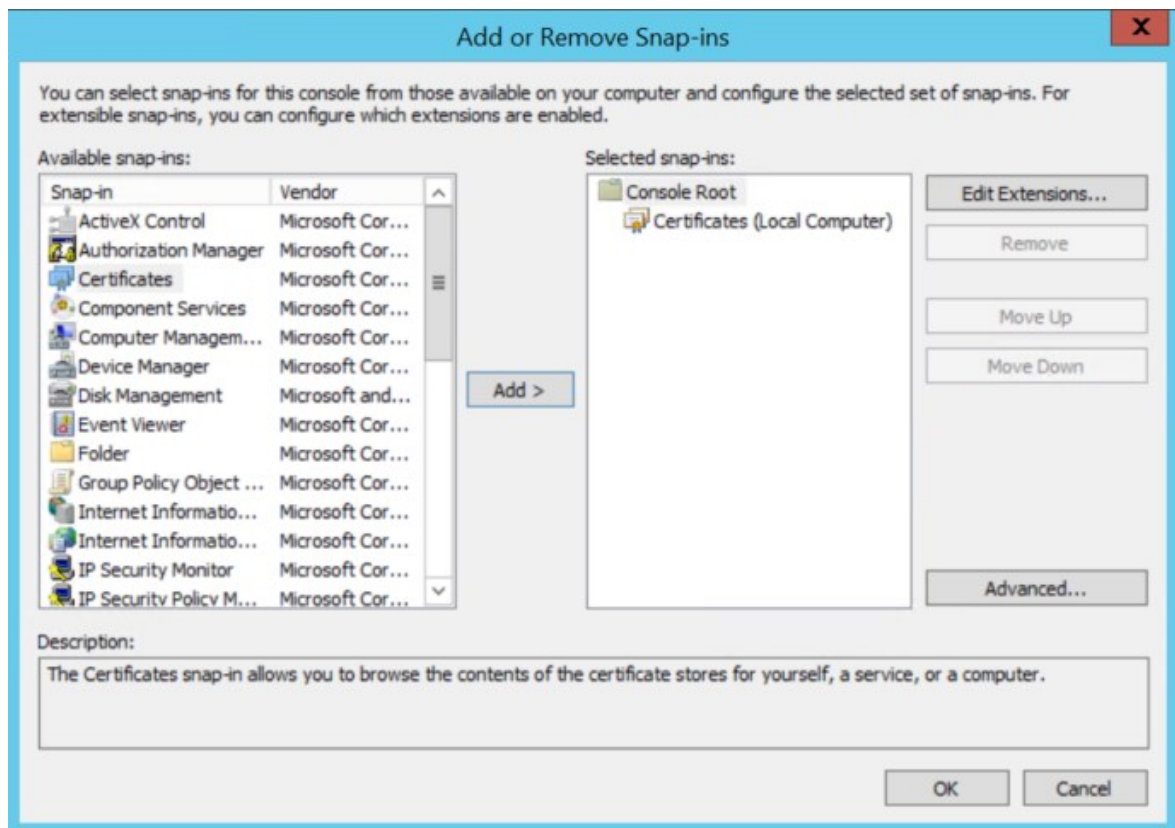 Add or Remove Snap-ins
X
You can select snap-ins for this console from those available on your computer and configure the selected set of snap-ins. For
extensible snap-ins, you can configure which extensions are enabled.
Available snap-ins:
Snap-in Vendor
ActiveX Control Microsoft Cor...
Authorization Manager Microsoft Cor...
Certificates Microsoft Cor...
Component Services Microsoft Cor...
Computer Managem... Microsoft Cor...
Device Manager Microsoft Cor...
Disk Management Microsoft and...
Event Viewer Microsoft Cor...
Folder Microsoft Cor...
Group Policy Object ... Microsoft Cor...
Internet Informatio... Microsoft Cor...
Internet Informatio... Microsoft Cor...
IP Security Monitor Microsoft Cor...
IP Security Policy M... Microsoft Cor...
Add >
Selected snap-ins:
Console Root
Certificates (Local Computer)
Edit Extensions...
Remove
Move Up
Move Down
Advanced...
Description:
The Certificates snap-in allows you to browse the contents of the certificate stores for yourself, a service, or a computer.
OK Cancel